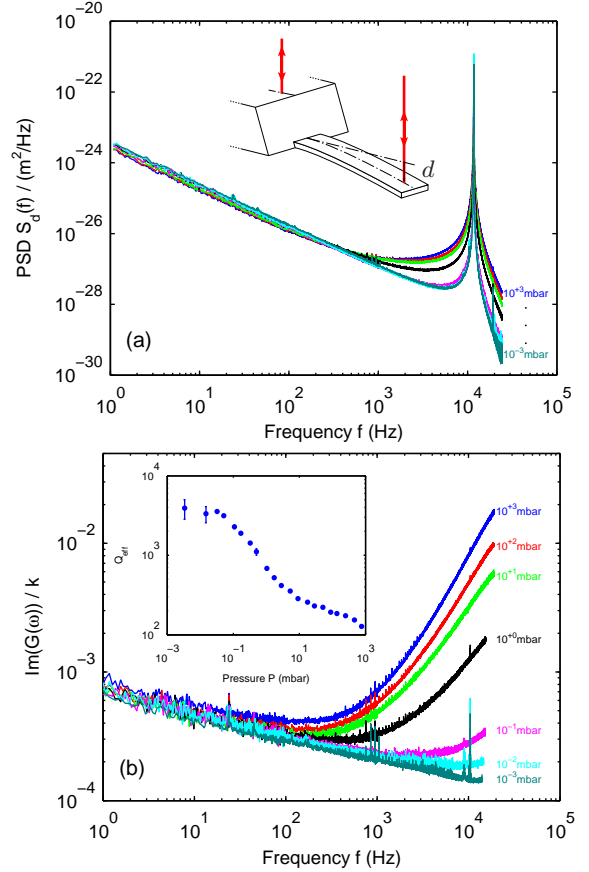 10^−20
10^−22
10^−24
10^−26
10^−28
10^−30
PSD S_d(f) / (m^2/Hz)
d
10^+3mbar
10^−3mbar
(a)
10^0
10^1
10^2
10^3
10^4
10^5
Frequency f (Hz)
10^−2
10^−3
10^−4
Im(G(ω)) / k
10^4
10^3
10^2
Q_eff
10^−3
10^−1
10^1
10^3
Pressure P (mbar)
10^+3mbar
10^+2mbar
10^+1mbar
10^+0mbar
10^−1mbar
10^−2mbar
10^−3mbar
(b)
10^0
10^1
10^2
10^3
10^4
10^5
Frequency f (Hz)